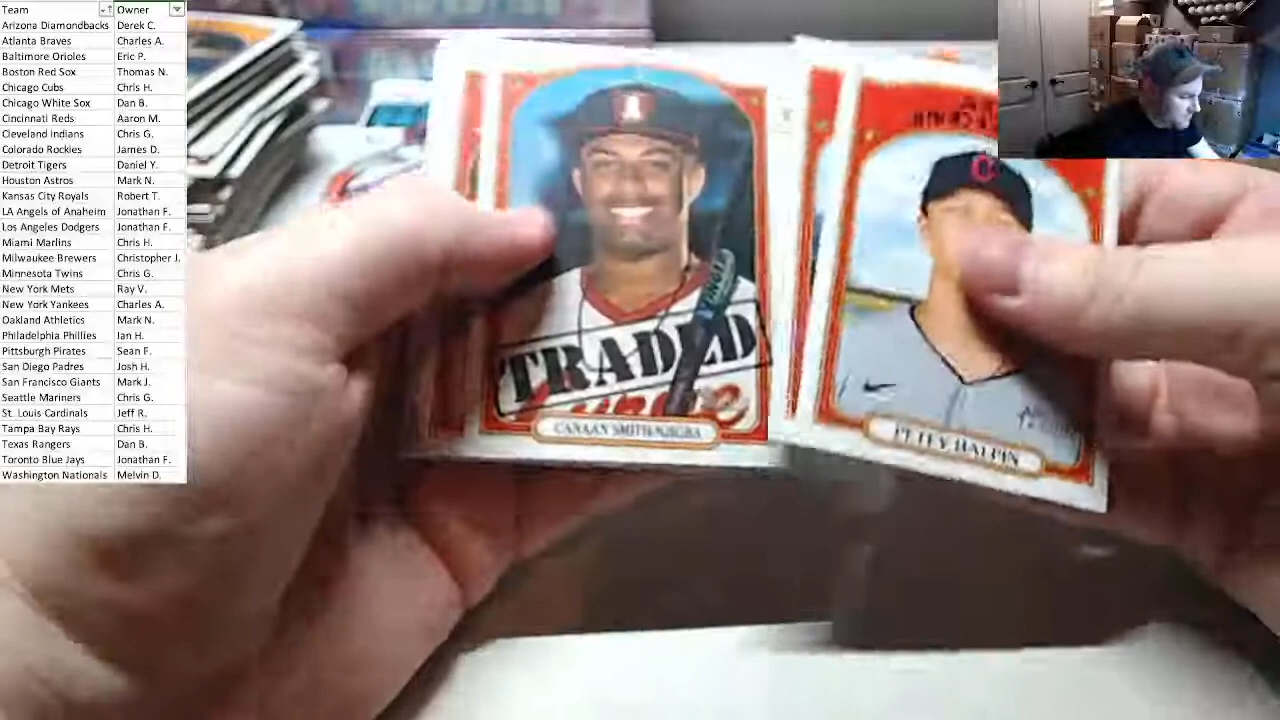 Team Owner
Arizona Diamondbacks Derek C.
Atlanta Braves Charles A.
Baltimore Orioles Eric P.
Boston Red Sox Thomas N.
Chicago Cubs Chris H.
Chicago White Sox Dan B.
Cincinnati Reds Aaron M.
Cleveland Indians Chris G.
Colorado Rockies James D.
Detroit Tigers Daniel Y.
Houston Astros Mark N.
Kansas City Royals Robert T.
LA Angels of Anaheim Jonathan F.
Los Angeles Dodgers Jonathan F.
Miami Marlins Chris H.
Milwaukee Brewers Christopher J.
Minnesota Twins Chris G.
New York Mets Ray V.
New York Yankees Charles A.
Oakland Athletics Mark N.
Philadelphia Phillies Ian H.
Pittsburgh Pirates Sean F.
San Diego Padres Josh H.
San Francisco Giants Mark J.
Seattle Mariners Chris G.
St. Louis Cardinals Jeff R.
Tampa Bay Rays Chris H.
Texas Rangers Dan B.
Toronto Blue Jays Jonathan F.
Washington Nationals Melvin D.
A
C
TRADED
CANAAN SMITH-NJIGBA
PETEY HALPIN